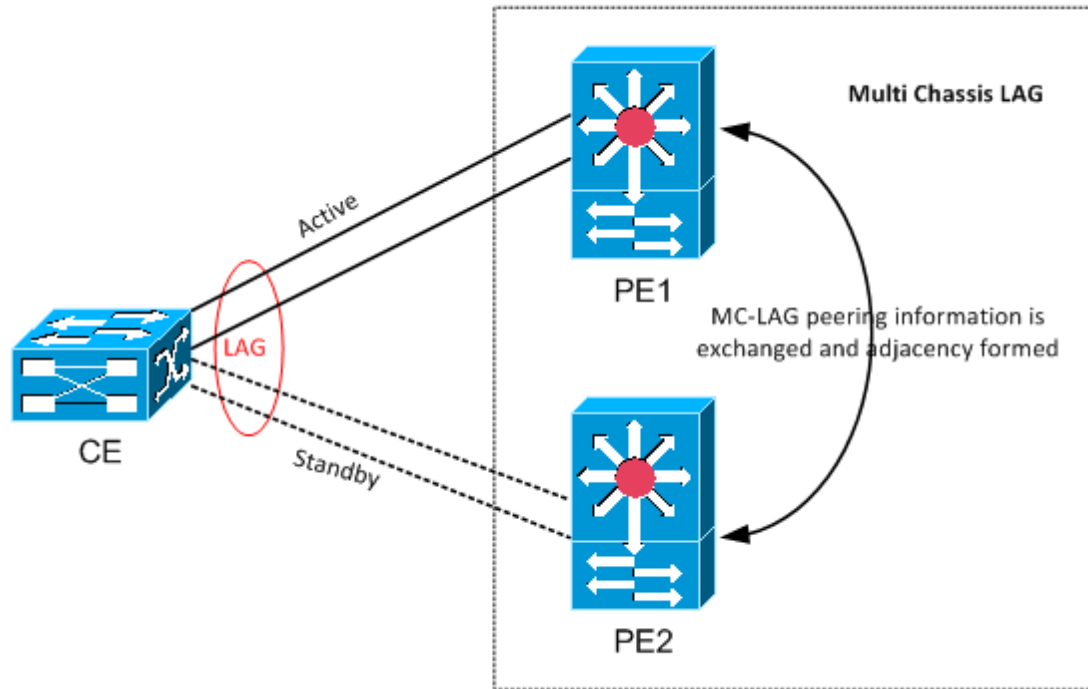 Multi Chassis LAG
Active
PE1
MC-LAG peering information is
exchanged and adjacency formed
LAG
CE
Standby
PE2